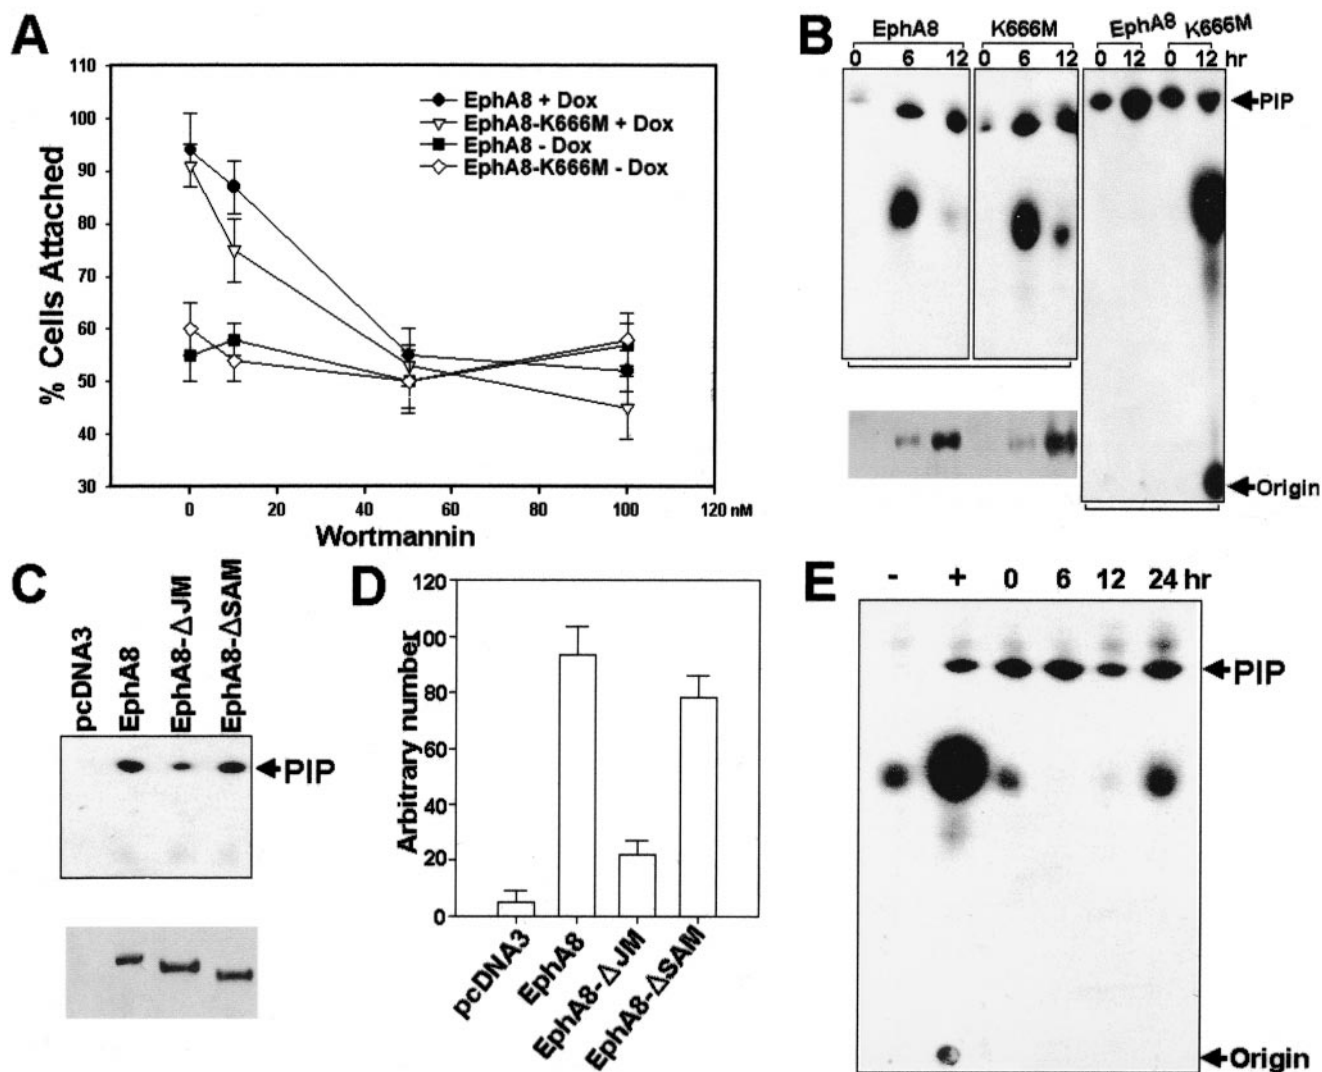 A
110
100
90
80
70
60
50
40
30
% Cells Attached
EphA8 + Dox
EphA8-K666M + Dox
EphA8 - Dox
EphA8-K666M - Dox
0 20 40 60 80 100 120 nM
Wortmannin
B
EphA8 K666M EphA8 K666M
0 6 12 0 6 12 0 12 0 12 hr
PIP
Origin
C
pcDNA3
EphA8
EphA8-ΔJM
EphA8-ΔSAM
PIP
D
120
100
80
60
40
20
0
Arbitrary number
pcDNA3
EphA8
EphA8-ΔJM
EphA8-ΔSAM
E
- + 0 6 12 24 hr
PIP
Origin